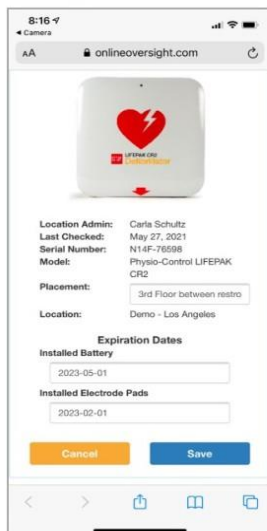 8:16
Camera
AA onlineoversight.com
LIFEPAK CR2
Defibrillator
Location Admin: Carla Schultz
Last Checked: May 27, 2021
Serial Number: N14F-76598
Model: Physio-Control LIFEPAK
CR2
Placement: 3rd Floor between restro
Location: Demo - Los Angeles
Expiration Dates
Installed Battery
2023-05-01
Installed Electrode Pads
2023-02-01
Cancel Save